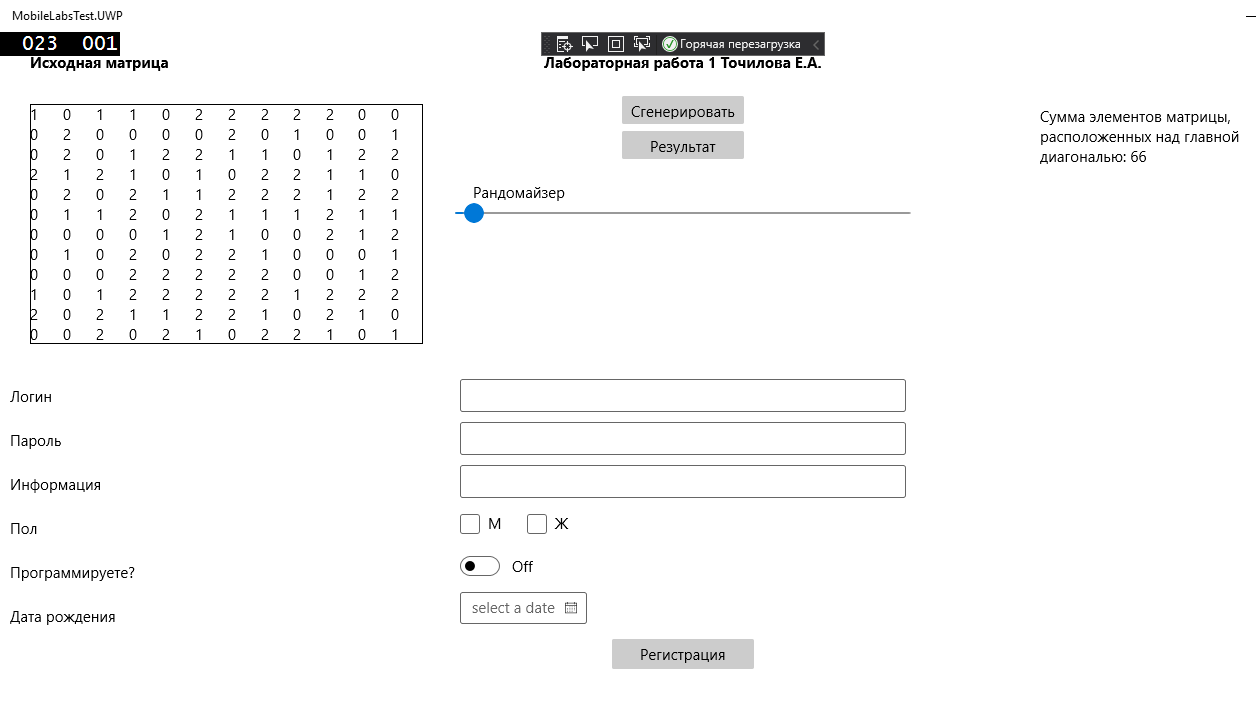 MobileLabsTest.UWP
023 001
Горячая перезагрузка
Исходная матрица
Лабораторная работа 1 Точилова Е.А.
1 0 1 1 0 2 2 2 2 2 0 0
0 2 0 0 0 0 2 0 1 0 0 1
0 2 0 1 2 2 1 1 0 1 2 2
2 1 2 1 0 1 0 2 2 1 1 0
0 2 0 2 1 1 2 2 2 1 2 2
0 1 1 2 0 2 1 1 1 2 1 1
0 0 0 0 1 2 1 0 0 2 1 2
0 1 0 2 0 2 2 1 0 0 0 1
0 0 0 2 2 2 2 2 0 0 1 2
1 0 1 2 2 2 2 2 1 2 2 2
2 0 2 1 1 2 2 1 0 2 1 0
0 0 2 0 2 1 0 2 2 1 0 1
Сгенерировать
Результат
Рандомайзер
Сумма элементов матрицы,
расположенных над главной
диагональю: 66
Логин
Пароль
Информация
Пол
М Ж
Программируете?
Off
Дата рождения
select a date
Регистрация